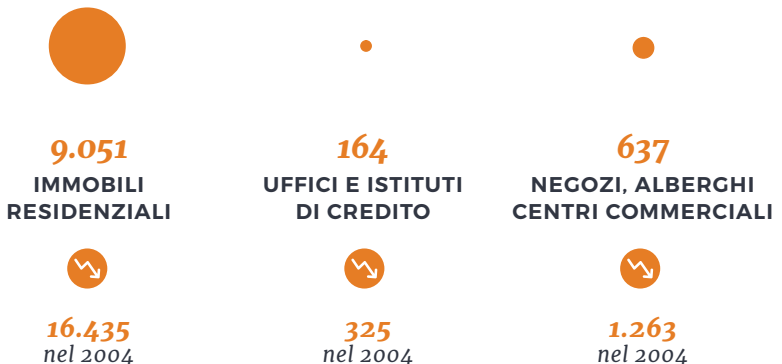 9.051
IMMOBILI
RESIDENZIALI
16.435
nel 2004
164
UFFICI E ISTITUTI
DI CREDITO
325
nel 2004
637
NEGOZI, ALBERGHI
CENTRI COMMERCIALI
1.263
nel 2004